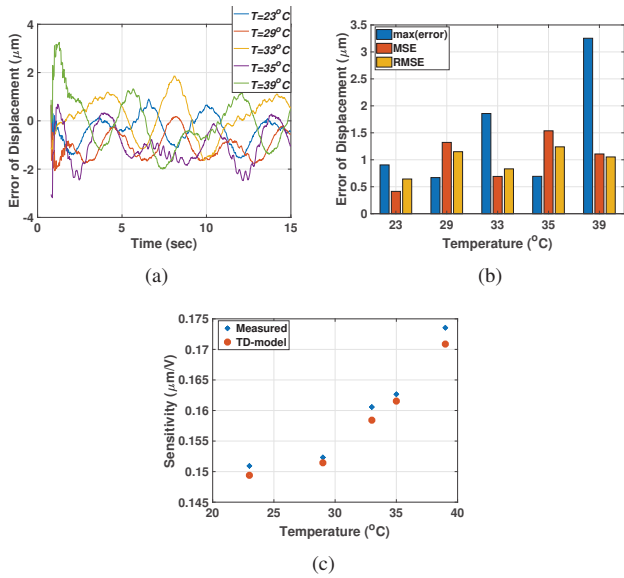 T=23°C
T=29°C
T=33°C
T=35°C
T=39°C
4
2
0
-2
-4
0
5
10
15
Error of Displacement (μm)
Time (sec)
(a)
max(error)
MSE
RMSE
3.5
3
2.5
2
1.5
1
0.5
0
23
29
33
35
39
Error of Displacement (μm)
Temperature (°C)
(b)
Measured
TD-model
0.175
0.17
0.165
0.16
0.155
0.15
0.145
20
25
30
35
40
Sensitivity (μm/V)
Temperature (°C)
(c)